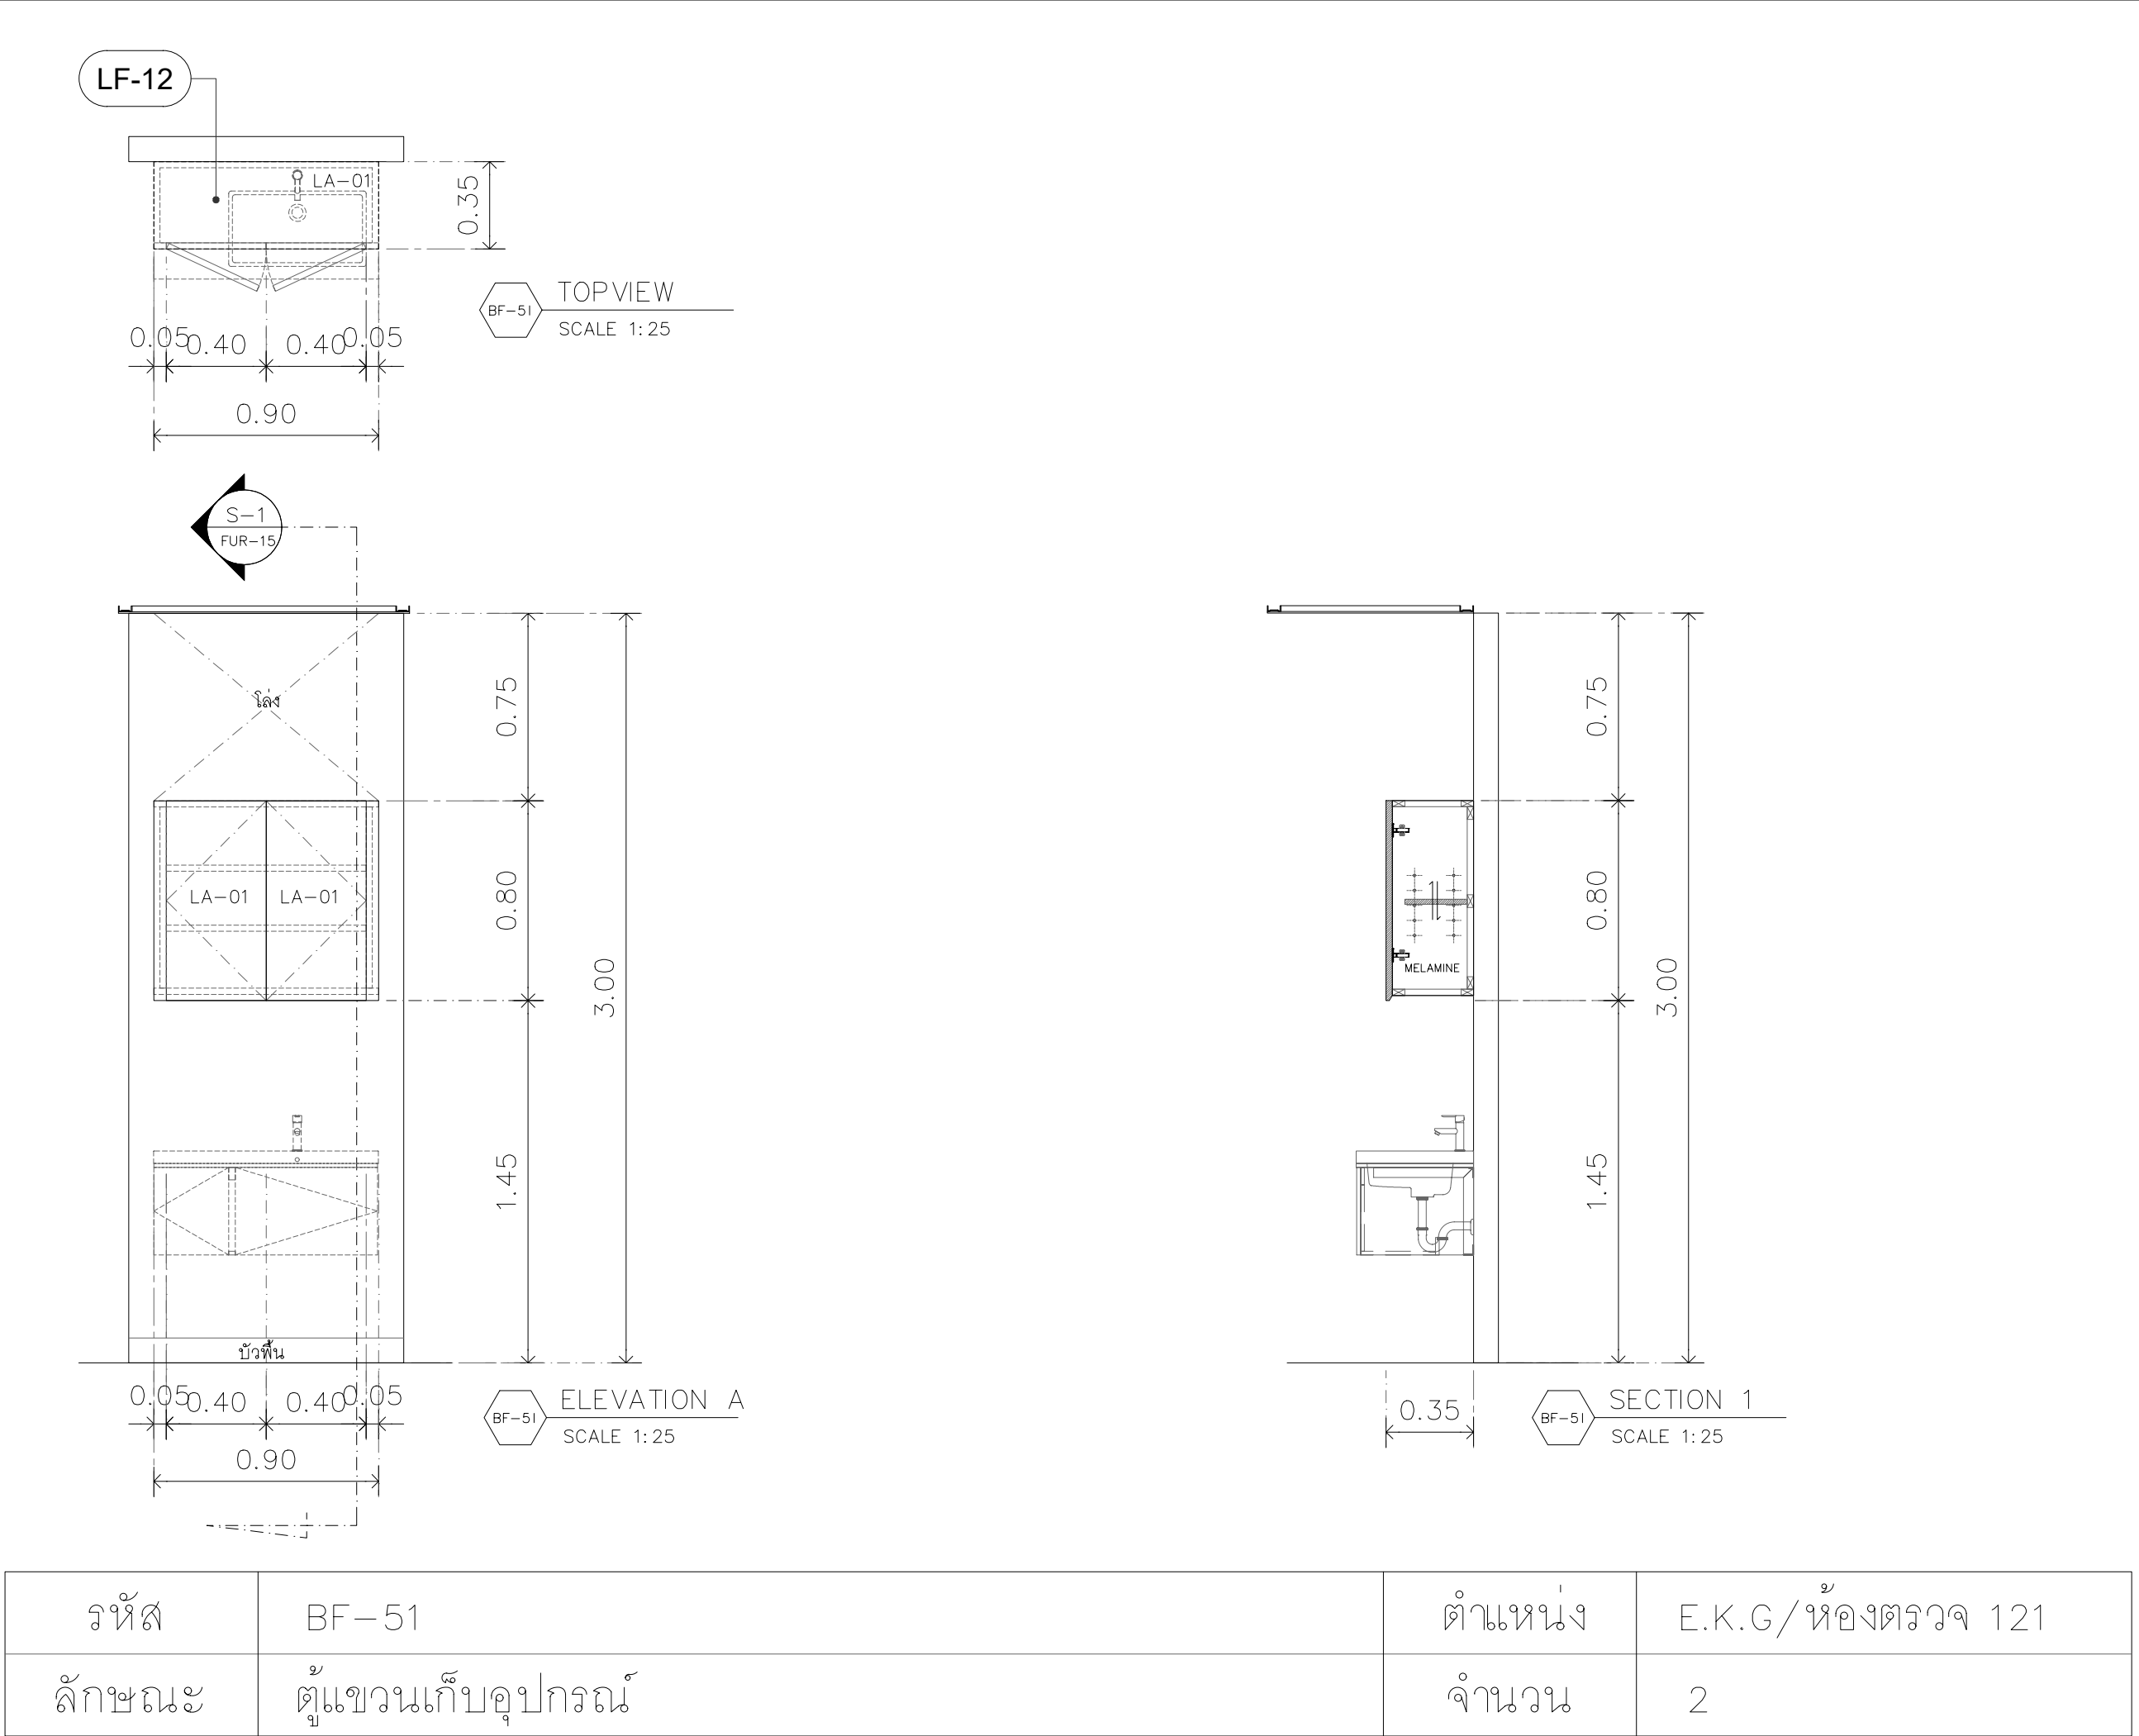 LF-12
LA-01
0.35
BF-51
TOPVIEW
SCALE 1:25
0.05
0.40
0.40
0.05
0.90
S-1
FUR-15
โล่ง
0.75
LA-01
LA-01
0.80
3.00
1.45
บัวพื้น
0.05
0.40
0.40
0.05
0.90
BF-51
ELEVATION A
SCALE 1:25
0.75
0.80
MELAMINE
3.00
1.45
0.35
BF-51
SECTION 1
SCALE 1:25
รหัส BF-51 ตำแหน่ง E.K.G/ห้องตรวจ 121
ลักษณะ ตู้แขวนเก็บอุปกรณ์ จำนวน 2